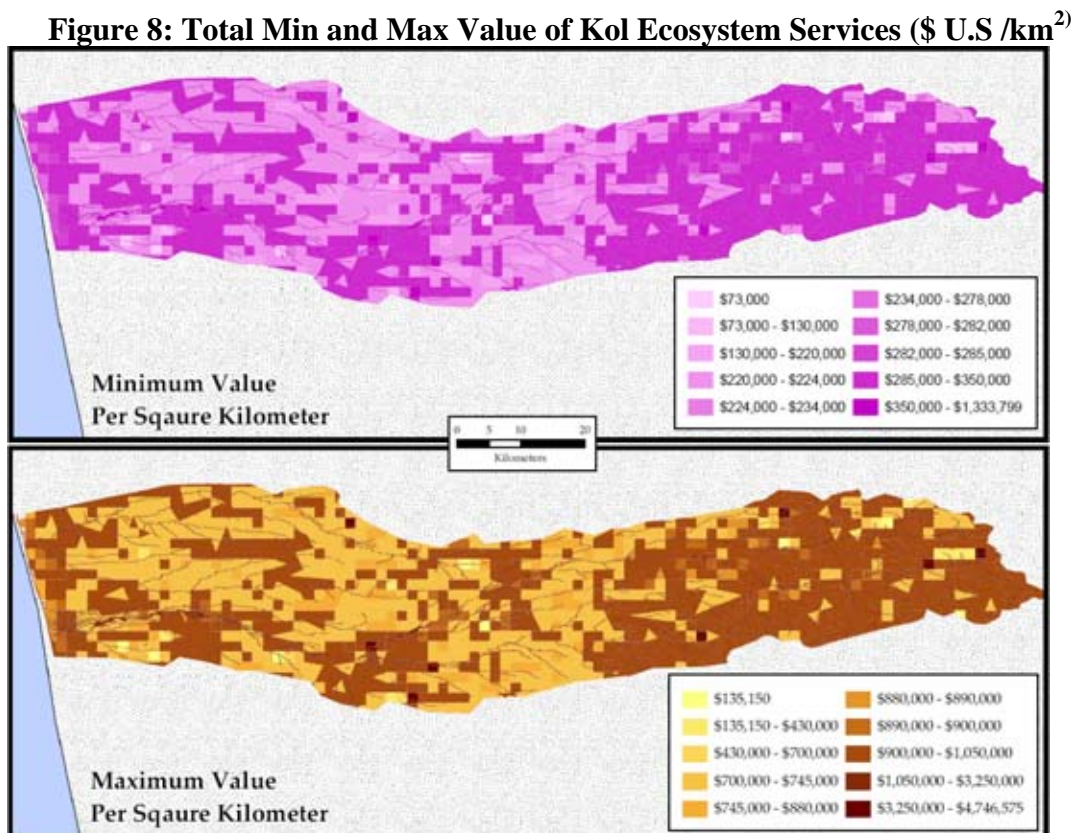 Figure 8: Total Min and Max Value of Kol Ecosystem Services ($ U.S /km2)
Minimum Value
Per Sqaure Kilometer
$73,000
$73,000 - $130,000
$130,000 - $220,000
$220,000 - $224,000
$224,000 - $234,000
$234,000 - $278,000
$278,000 - $282,000
$282,000 - $285,000
$285,000 - $350,000
$350,000 - $1,333,799
0 5 10 20
Kilometers
Maximum Value
Per Sqaure Kilometer
$135,150
$135,150 - $430,000
$430,000 - $700,000
$700,000 - $745,000
$745,000 - $880,000
$880,000 - $890,000
$890,000 - $900,000
$900,000 - $1,050,000
$1,050,000 - $3,250,000
$3,250,000 - $4,746,575